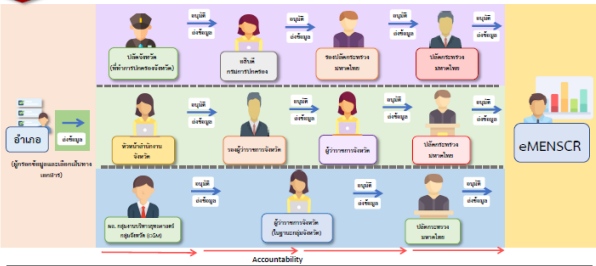 อนุมัติ
ส่งข้อมูล
อนุมัติ
ส่งข้อมูล
อนุมัติ
ส่งข้อมูล
อนุมัติ
ส่งข้อมูล
ปลัดจังหวัด
(ที่ทำการปกครองจังหวัด)
อธิบดี
กรมการปกครอง
รองปลัดกระทรวง
มหาดไทย
ปลัดกระทรวง
มหาดไทย
อนุมัติ
ส่งข้อมูล
อนุมัติ
ส่งข้อมูล
อนุมัติ
ส่งข้อมูล
อนุมัติ
ส่งข้อมูล
อำเภอ
ส่งข้อมูล
(ผู้กรอกข้อมูลและเลือกเส้นทาง
เอกสาร)
หัวหน้าสำนักงาน
จังหวัด
รองผู้ว่าราชการจังหวัด
ผู้ว่าราชการจังหวัด
ปลัดกระทรวง
มหาดไทย
eMENSCR
อนุมัติ
ส่งข้อมูล
อนุมัติ
ส่งข้อมูล
อนุมัติ
ส่งข้อมูล
ผอ. กลุ่มงานบริหารยุทธศาสตร์
กลุ่มจังหวัด (OSM)
ผู้ว่าราชการจังหวัด
(ในฐานะกลุ่มจังหวัด)
ปลัดกระทรวง
มหาดไทย
Accountability